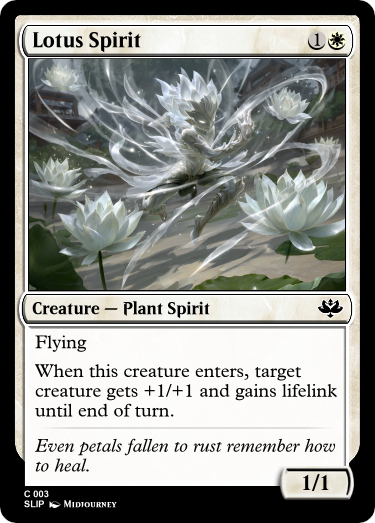 Lotus Spirit 1
Creature — Plant Spirit
Flying
When this creature enters, target
creature gets +1/+1 and gains lifelink
until end of turn.
Even petals fallen to rust remember how
to heal.
1/1
C 003
SLIP Midjourney